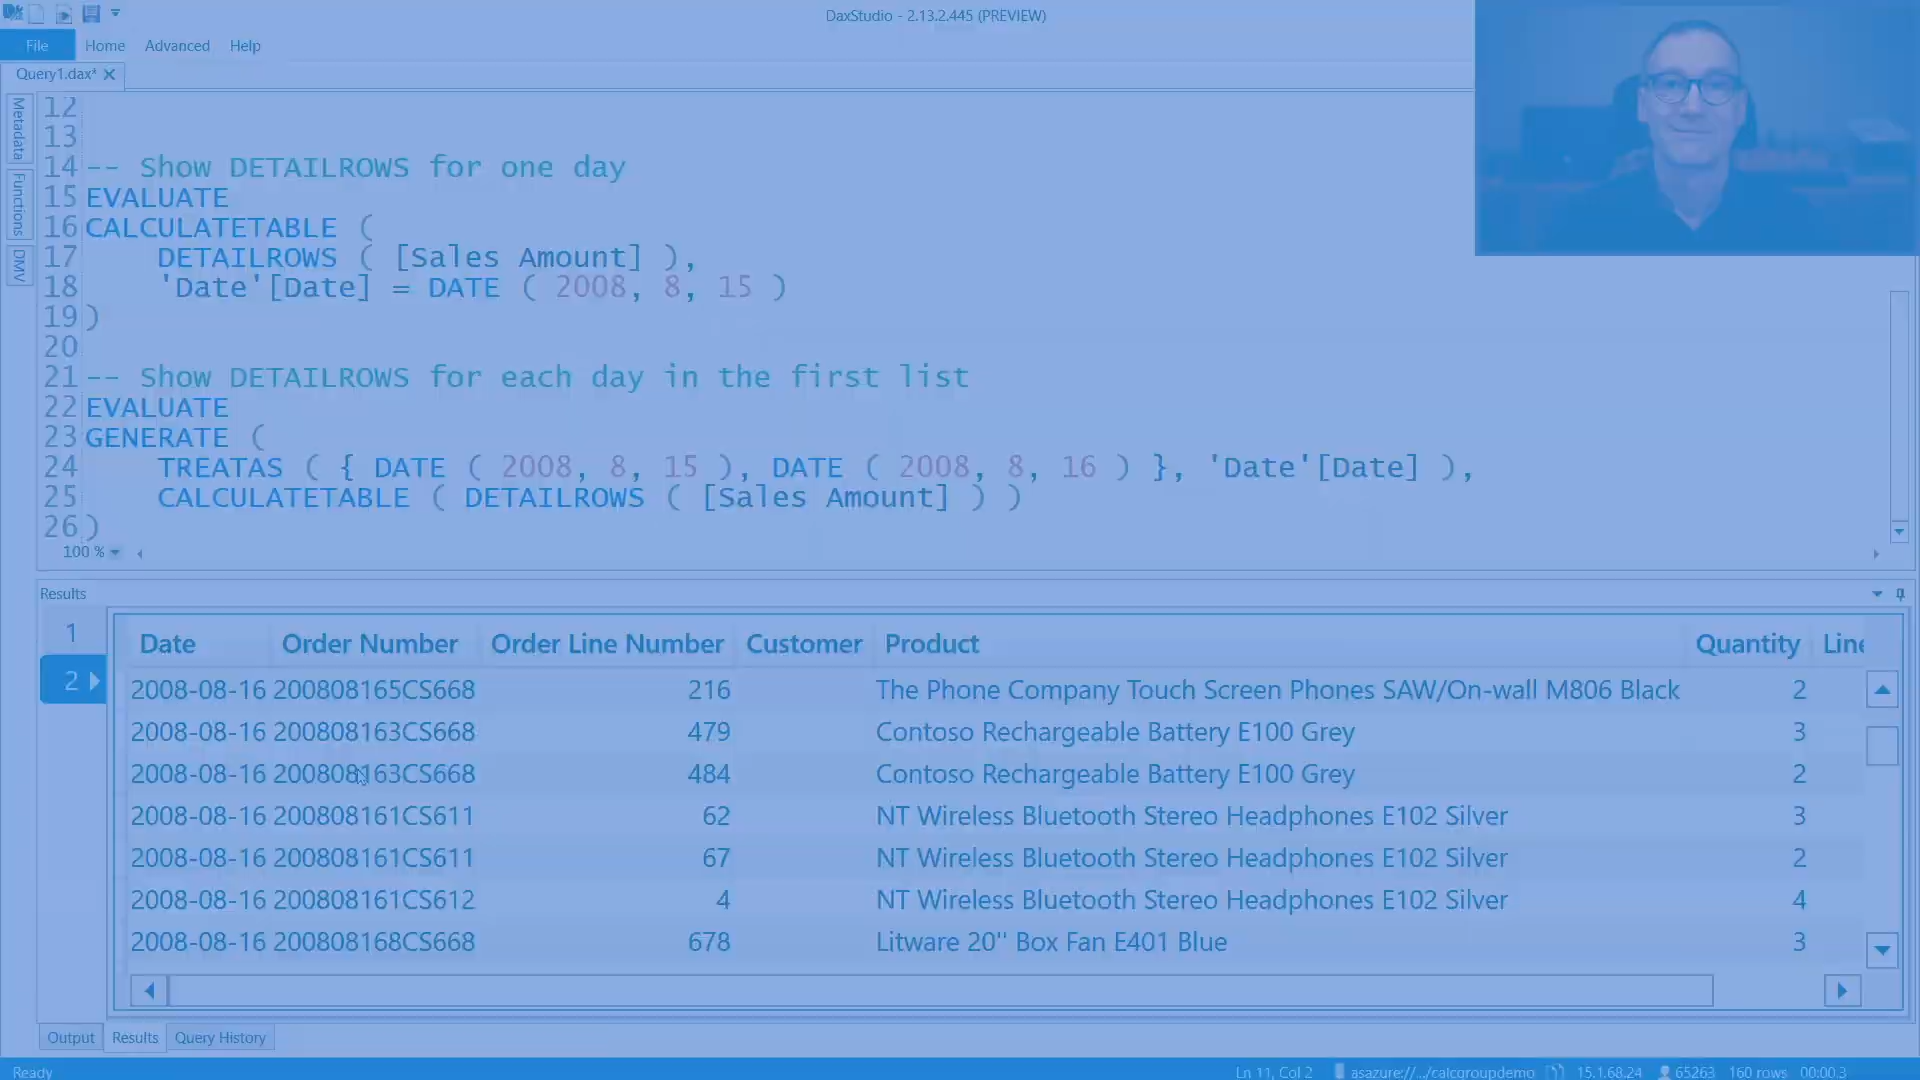 DaxStudio - 2.13.2.445 (PREVIEW)
File Home Advanced Help
Query1.dax*
Metadata
Functions
DMV
12
13
14 -- Show DETAILROWS for one day
15 EVALUATE
16 CALCULATETABLE (
17 DETAILROWS ( [Sales Amount] ),
18 'Date'[Date] = DATE ( 2008, 8, 15 )
19 )
20
21 -- Show DETAILROWS for each day in the first list
22 EVALUATE
23 GENERATE (
24 TREATAS ( { DATE ( 2008, 8, 15 ), DATE ( 2008, 8, 16 ) }, 'Date'[Date] ),
25 CALCULATETABLE ( DETAILROWS ( [Sales Amount] ) )
26 )
100 %
Results
1
2
Date Order Number Order Line Number Customer Product Quantity Line
2008-08-16 200808165CS668 216 The Phone Company Touch Screen Phones SAW/On-wall M806 Black 2
2008-08-16 200808163CS668 479 Contoso Rechargeable Battery E100 Grey 3
2008-08-16 200808163CS668 484 Contoso Rechargeable Battery E100 Grey 2
2008-08-16 200808161CS611 62 NT Wireless Bluetooth Stereo Headphones E102 Silver 3
2008-08-16 200808161CS611 67 NT Wireless Bluetooth Stereo Headphones E102 Silver 2
2008-08-16 200808161CS612 4 NT Wireless Bluetooth Stereo Headphones E102 Silver 4
2008-08-16 200808168CS668 678 Litware 20" Box Fan E401 Blue 3
Output Results Query History
Ready Ln 11, Col 2 asazure://.../calcgroupdemo 15.1.68.24 65263 160 rows 00:00.3